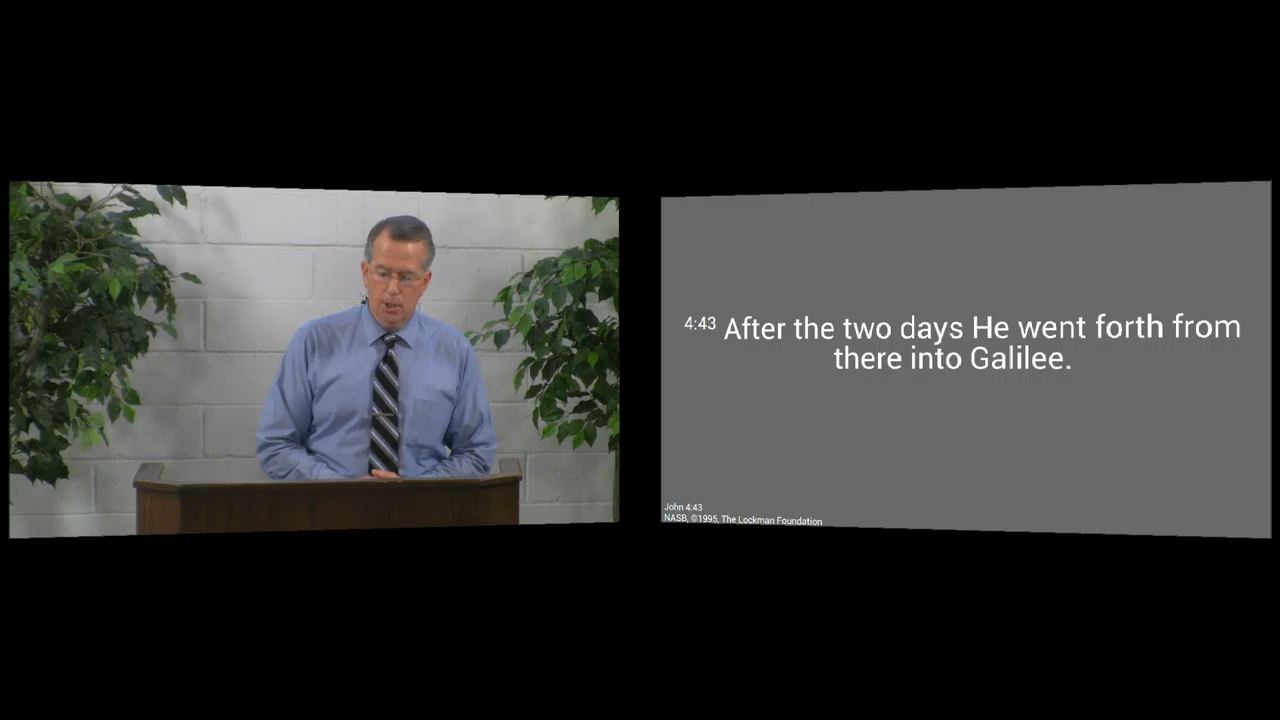 4:43 After the two days He went forth from
there into Galilee.
John 4:43
NASB, ©1995, The Lockman Foundation